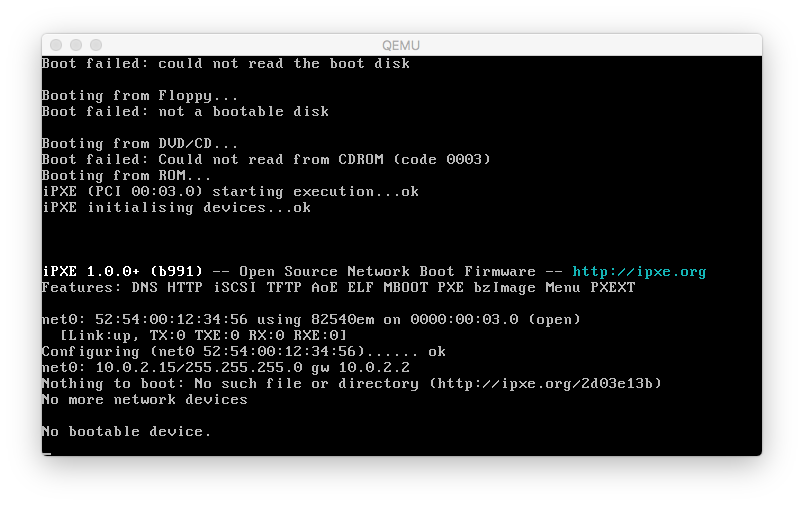 QEMU
Boot failed: could not read the boot disk
Booting from Floppy...
Boot failed: not a bootable disk
Booting from DVD/CD...
Boot failed: Could not read from CDROM (code 0003)
Booting from ROM...
iPXE (PCI 00:03.0) starting execution...ok
iPXE initialising devices...ok
iPXE 1.0.0+ (b991) -- Open Source Network Boot Firmware -- http://ipxe.org
Features: DNS HTTP iSCSI TFTP AoE ELF MBOOT PXE bzImage Menu PXEXT
net0: 52:54:00:12:34:56 using 82540em on 0000:00:03.0 (open)
[Link:up, TX:0 TXE:0 RX:0 RXE:0]
Configuring (net0 52:54:00:12:34:56)...... ok
net0: 10.0.2.15/255.255.255.0 gw 10.0.2.2
Nothing to boot: No such file or directory (http://ipxe.org/2d03e13b)
No more network devices
No bootable device.